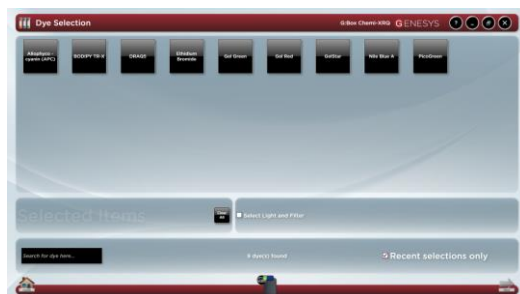 Dye Selection
G:Box Chemi-XRQ GENESYS
Allophyco-
cyanin (APC)
BODIPY TR-X
DRAQ5
Ethidium
Bromide
Gel Green
Gel Red
GelStar
Nile Blue A
PicoGreen
Selected Items
Clear
All
Select Light and Filter
Search for dye here...
9 dye(s) found
Recent selections only